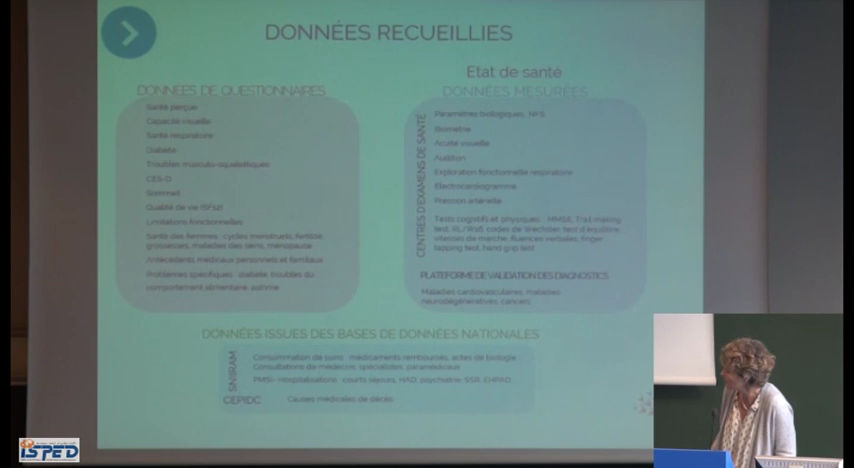 DONNÉES RECUEILLIES
Etat de santé
DONNÉES DE QUESTIONNAIRES
Santé perçue
Capacité visuelle
Santé respiratoire
Diabète
Troubles musculo-squelettiques
CES-D
Sommeil
Qualité de vie (SF12)
Limitations fonctionnelles
Santé des femmes : cycles menstruels, fertilité,
grossesses, maladies des seins, ménopause
Antécédents médicaux personnels et familiaux
Problèmes spécifiques : diabète, troubles du
comportement alimentaire, asthme
DONNÉES MESURÉES
CENTRES D'EXAMENS DE SANTÉ
Paramètres biologiques, NFS
Biométrie
Acuité visuelle
Audition
Exploration fonctionnelle respiratoire
Electrocardiogramme
Pression artérielle
Tests cognitifs et physiques : MMSE, Trail making
test, RL/RI16, codes de Wechsler, test d'équilibre,
vitesses de marche, fluences verbales, finger
tapping test, hand grip test
PLATEFORME DE VALIDATION DES DIAGNOSTICS
Maladies cardiovasculaires, maladies
neurodégénératives, cancers
DONNÉES ISSUES DES BASES DE DONNÉES NATIONALES
SNIIRAM
Consommation de soins : médicaments remboursés, actes de biologie
Consultations de médecins, spécialistes, paramédicaux
PMSI- Hospitalisations : courts séjours, HAD, psychiatrie, SSR, EHPAD,
CEPIDC
Causes médicales de décès
ISPED